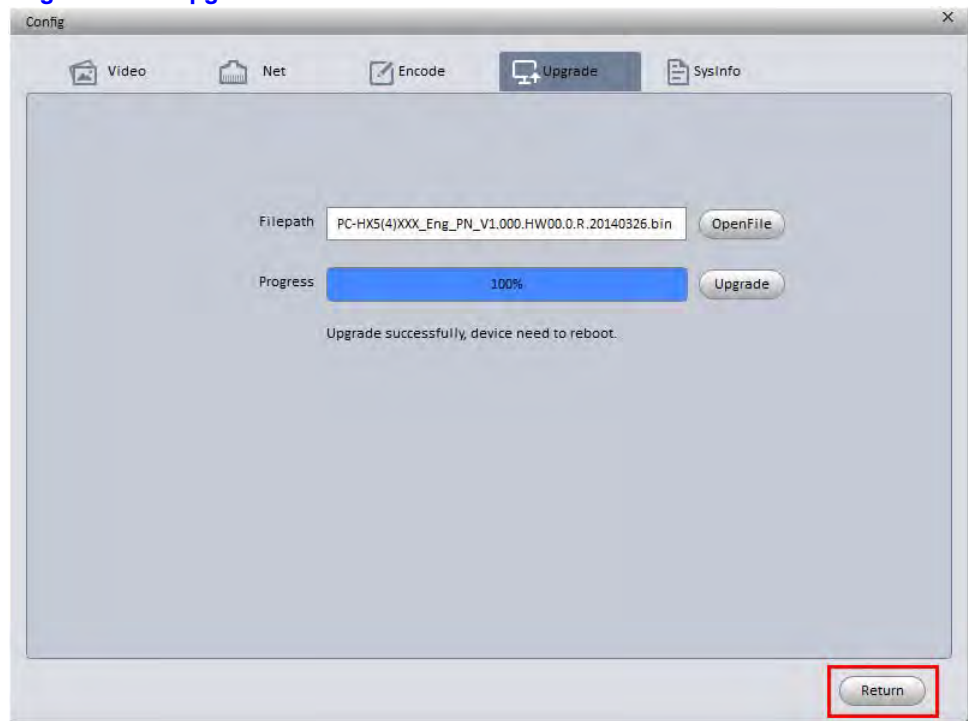 Config
Video Net Encode Upgrade SysInfo
Filepath PC-HX5(4)XXX_Eng_PN_V1.000.HW00.0.R.20140326.bin OpenFile
Progress 100% Upgrade
Upgrade successfully, device need to reboot.
Return